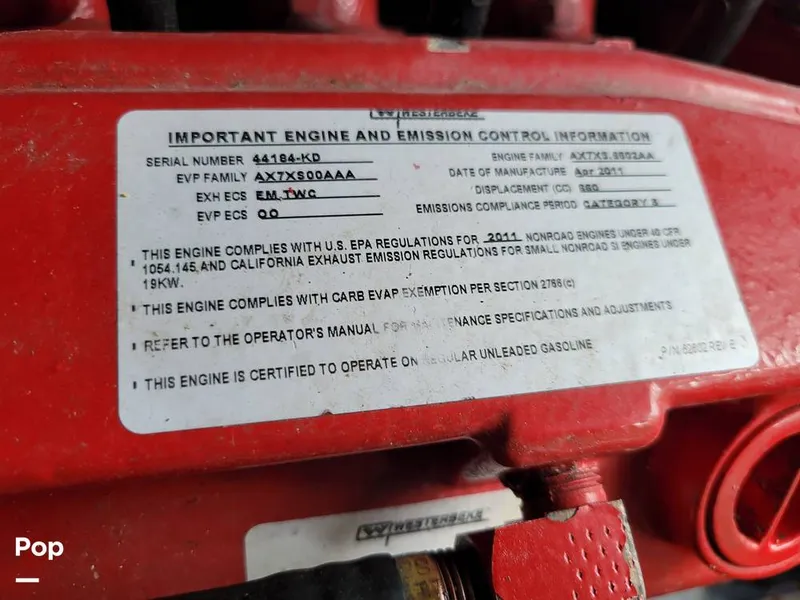 WESTERBEKE
IMPORTANT ENGINE AND EMISSION CONTROL INFORMATION
SERIAL NUMBER 44184-KD ENGINE FAMILY
EVP FAMILY AX7XS00AAA DATE OF MANUFACTURE Apr 2011
EXH ECS EM,TWC DISPLACEMENT (CC)
EVP ECS EMISSIONS COMPLIANCE PERIOD CATEGORY
THIS ENGINE COMPLIES WITH U.S. EPA REGULATIONS FOR 2011 NONROAD ENGINES UNDER 40 CFR
1054.145, AND CALIFORNIA EXHAUST EMISSION REGULATIONS FOR SMALL NONROAD SI ENGINES UNDER
19KW.
THIS ENGINE COMPLIES WITH CARB EVAP EXEMPTION PER SECTION 2766(c)
REFER TO THE OPERATOR'S MANUAL FOR MAINTENANCE SPECIFICATIONS AND ADJUSTMENTS
THIS ENGINE IS CERTIFIED TO OPERATE ON REGULAR UNLEADED GASOLINE
P/N
WESTERBEKE
Pop